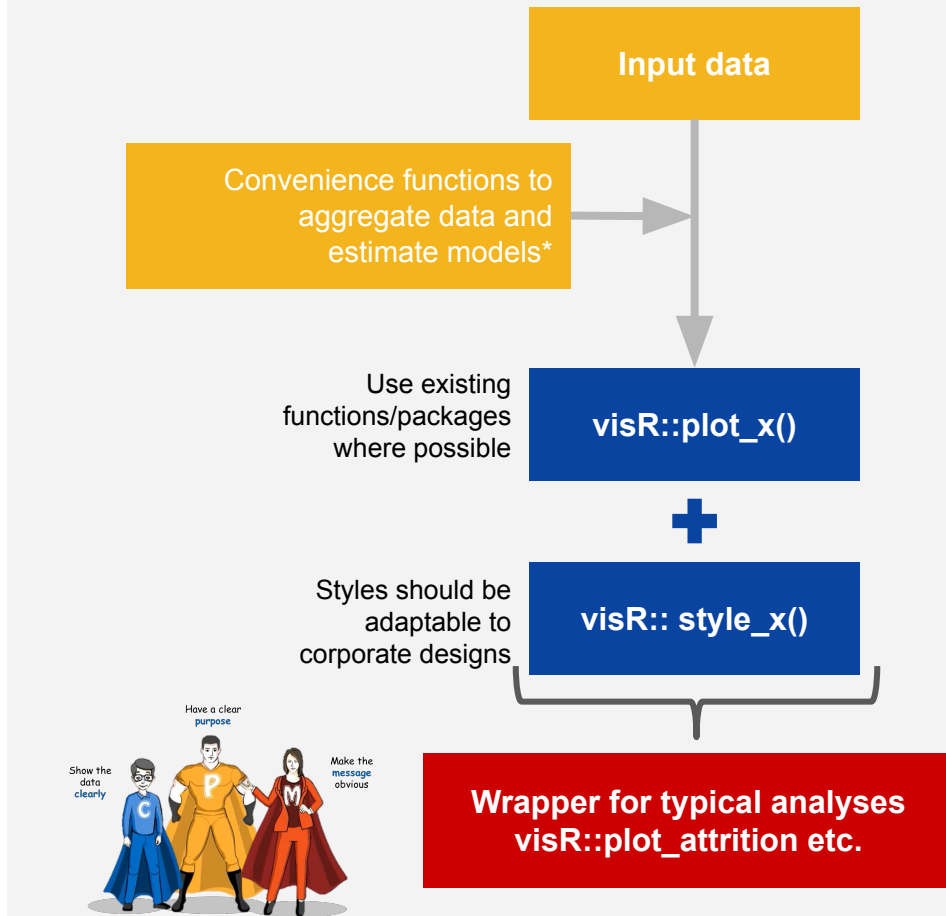 Input data
Convenience functions to
aggregate data and
estimate models*
Use existing
functions/packages
where possible
visR::plot_x()
Styles should be
adaptable to
corporate designs
visR:: style_x()
Have a clear
purpose
Show the
data
clearly
Make the
message
obvious
C
P
M
Wrapper for typical analyses
visR::plot_attrition etc.